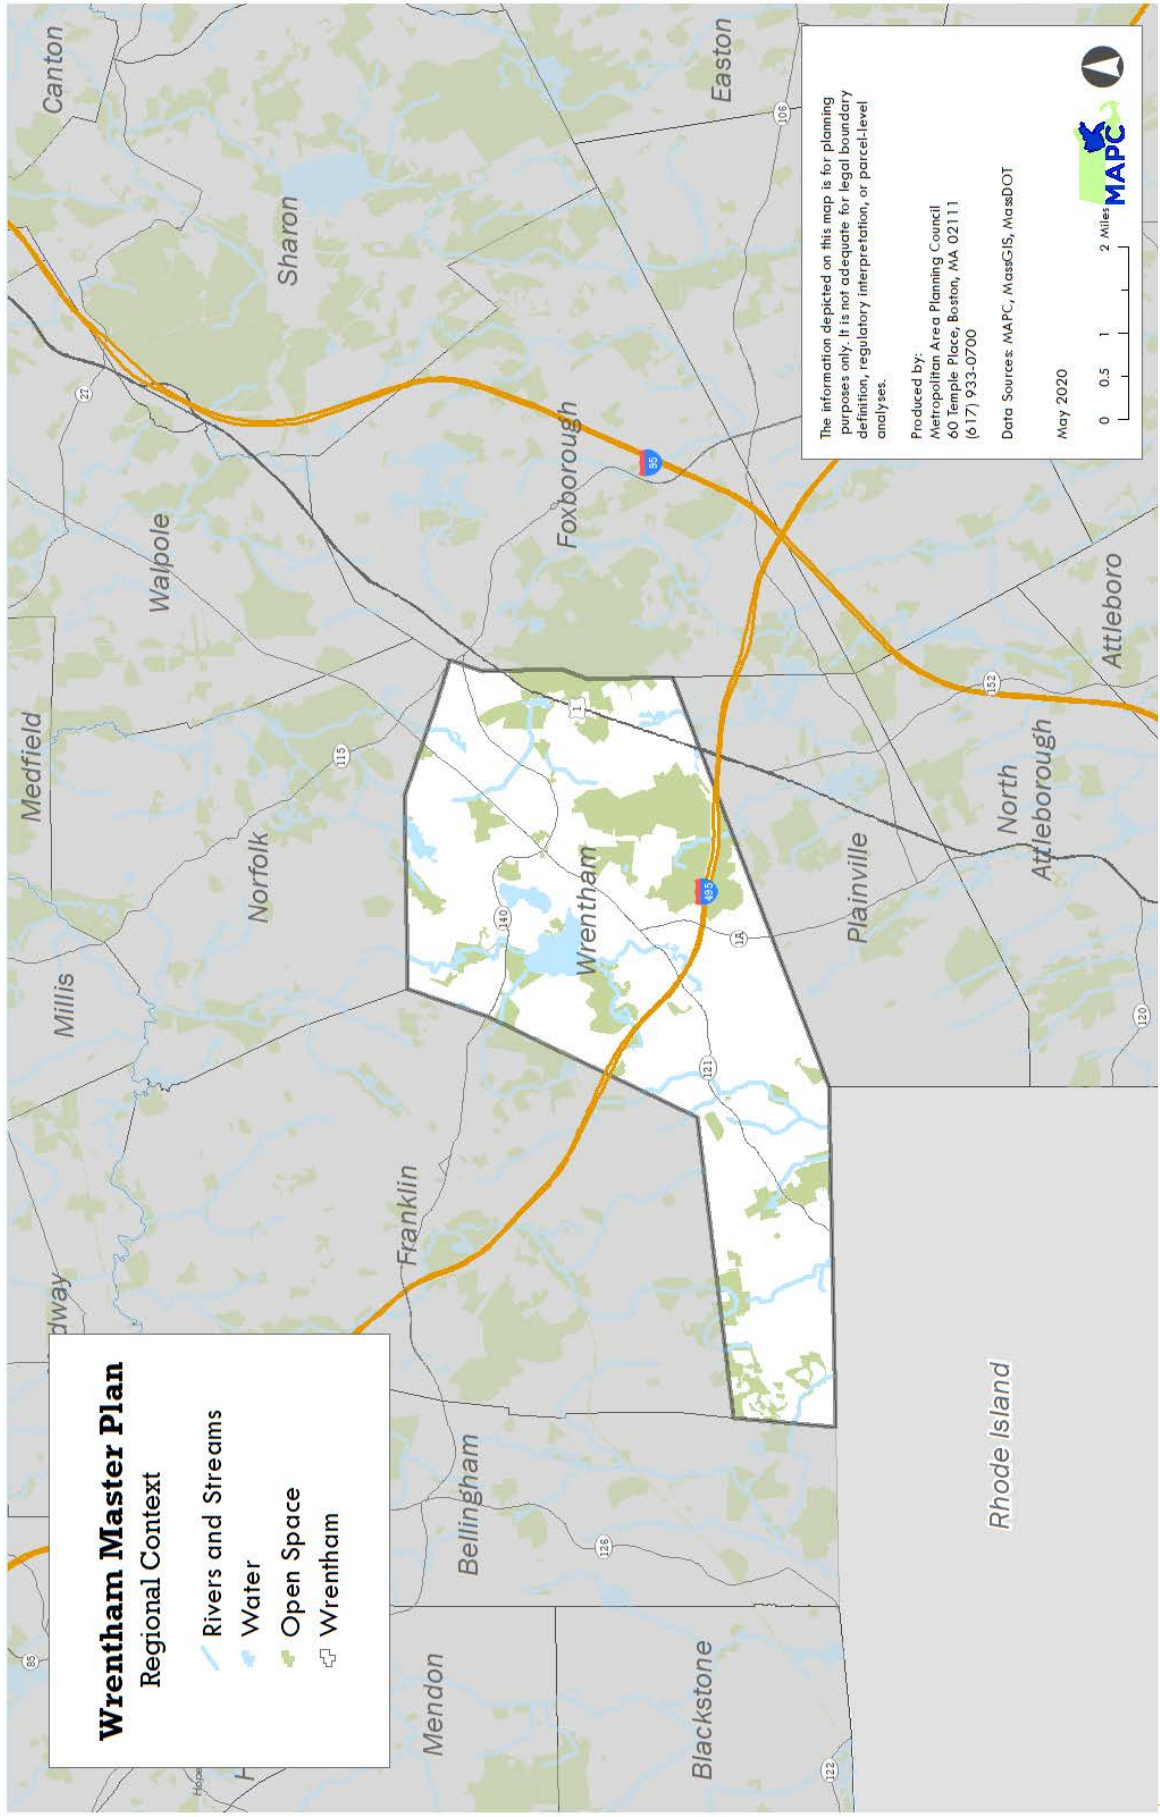 Wrentham Master Plan
Regional Context
Rivers and Streams
Water
Open Space
Wrentham
85
Hope
H
dway
Millis
Medfield
Canton
27
Walpole
Sharon
Norfolk
115
Mendon
Bellingham
Franklin
140
Foxborough
Easton
106
1
95
126
Wrentham
495
1A
121
Blackstone
122
Rhode Island
Plainville
North
Attleborough
152
Attleboro
120
The information depicted on this map is for planning
purposes only. It is not adequate for legal boundary
definition, regulatory interpretation, or parcel-level
analyses.
Produced by:
Metropolitan Area Planning Council
60 Temple Place, Boston, MA 02111
(617) 933-0700
Data Sources: MAPC, MassGIS, MassDOT
May 2020
0 0.5 1 2 Miles
MAPC